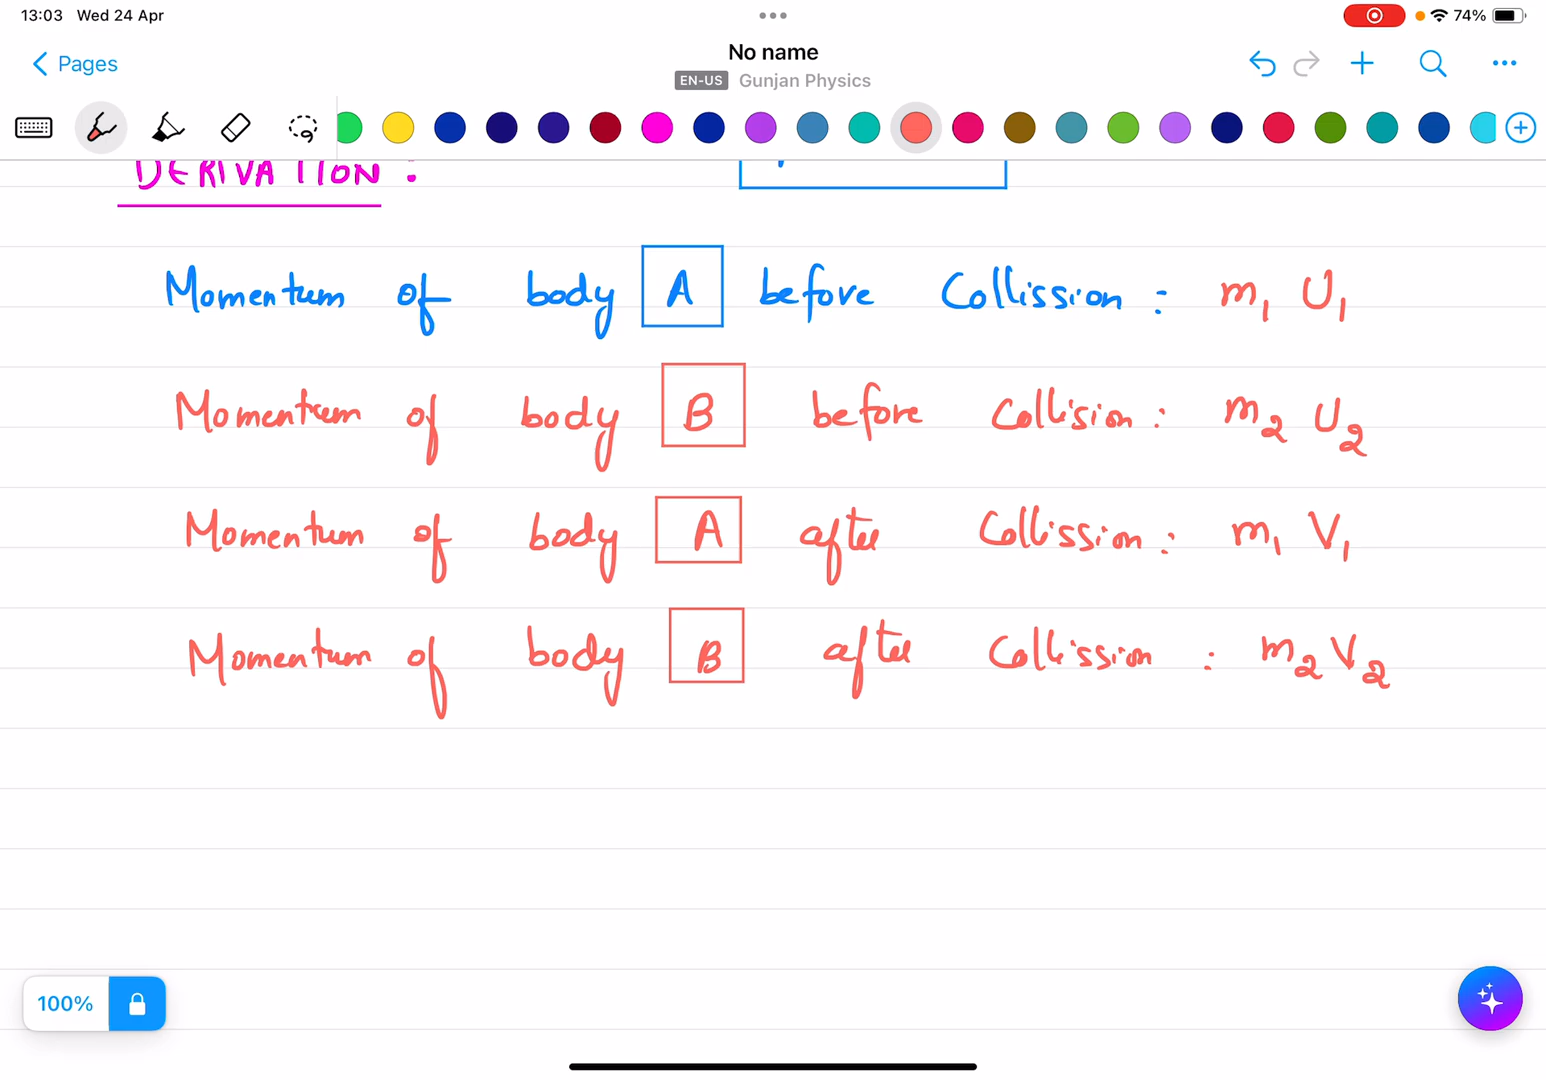 13:03 Wed 24 Apr
74%
Pages
No name
EN-US Gunjan Physics
DERIVATION :
Momentum of body A before Collission : m₁ U₁
Momentum of body B before Collision : m₂ U₂
Momentum of body A after Collission : m₁ V₁
Momentum of body B after Collission : m₂ V₂
100%